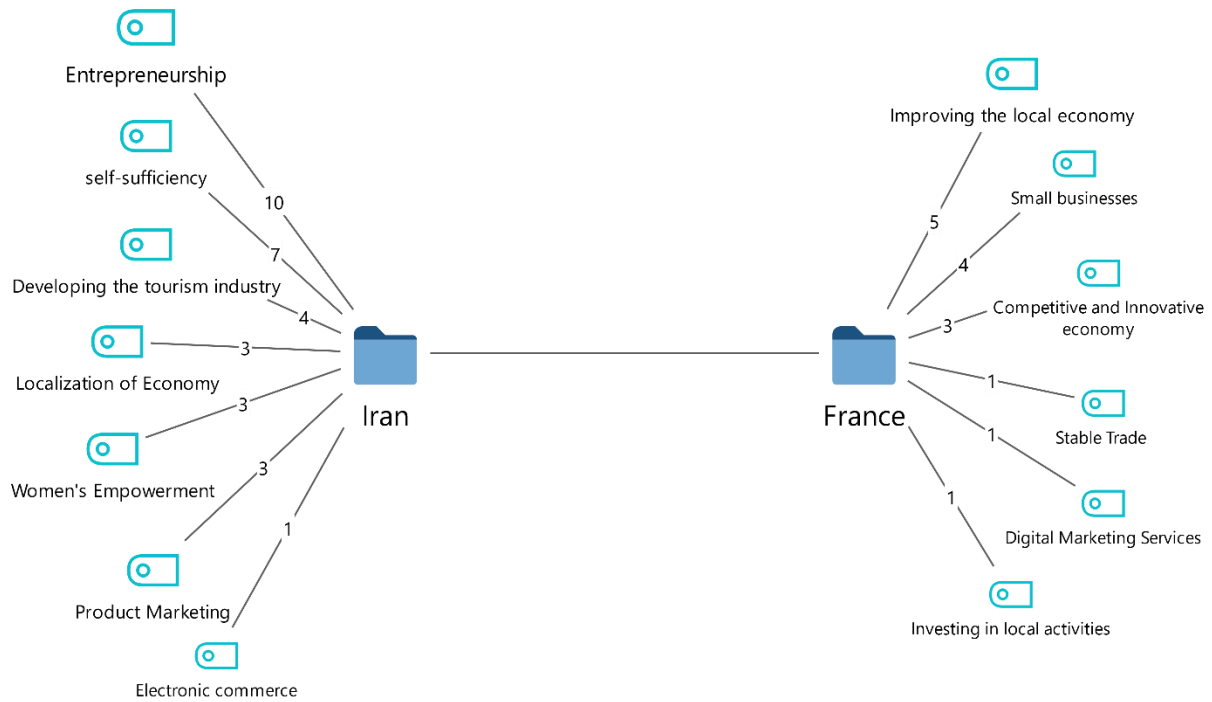 Entrepreneurship
10
self-sufficiency
7
Developing the tourism industry
4
Localization of Economy
3
Women's Empowerment
3
Product Marketing
3
Electronic commerce
1
Iran
France
Improving the local economy
5
Small businesses
4
Competitive and Innovative
economy
3
Stable Trade
1
Digital Marketing Services
1
Investing in local activities
1